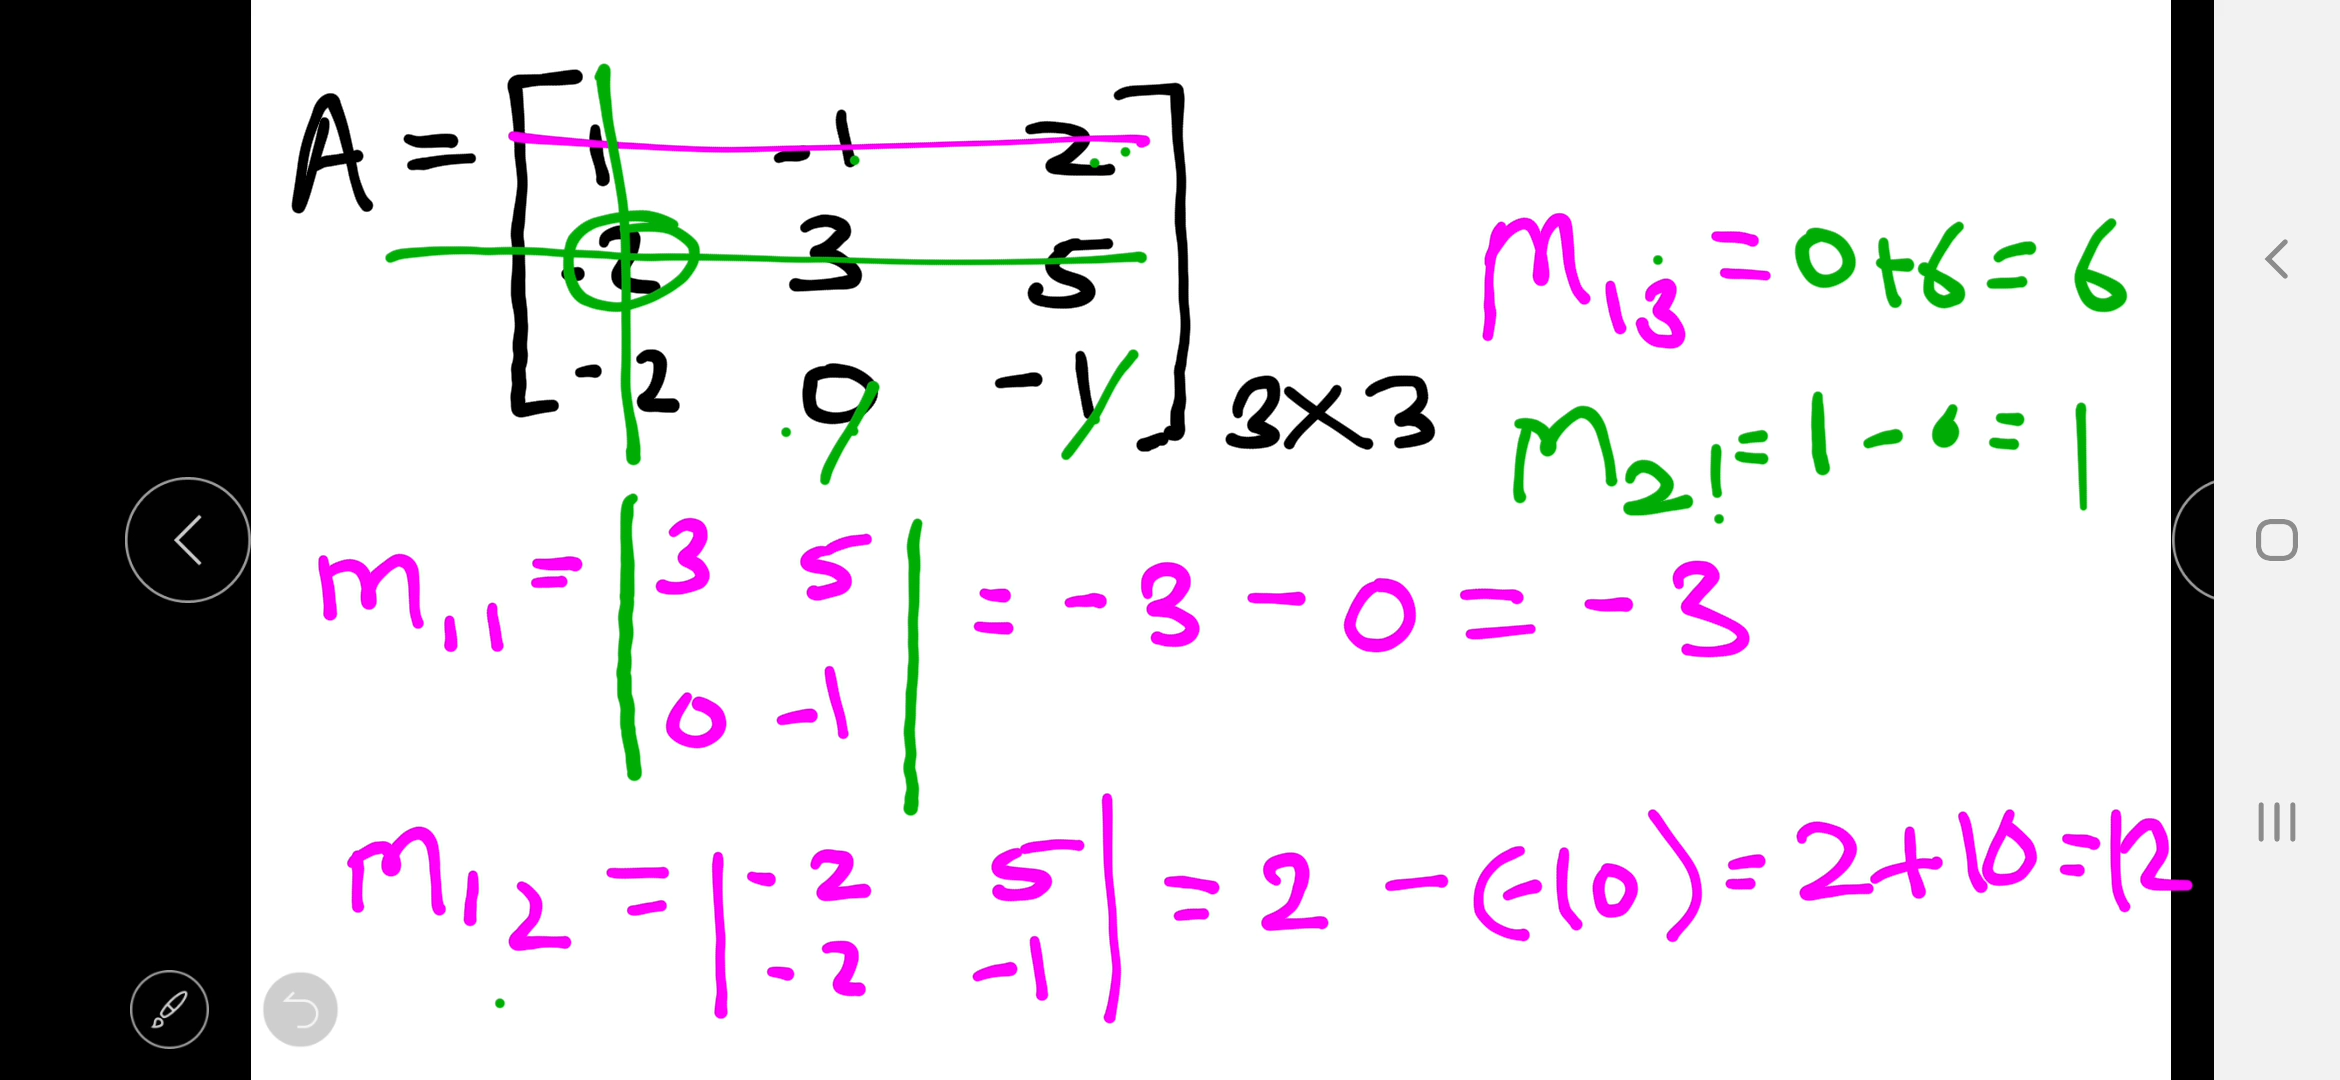 A = [ 1 -1 2
-2 3 5
-2 0 -1 ] 3×3
m₁₃ = 0+6 = 6
m₂₁ = 1 - 0 = 1
m₁₁ = | 3 5
0 -1 | = -3 - 0 = -3
m₁₂ = | -2 5
-2 -1 | = 2 - (-10) = 2+10 = 12